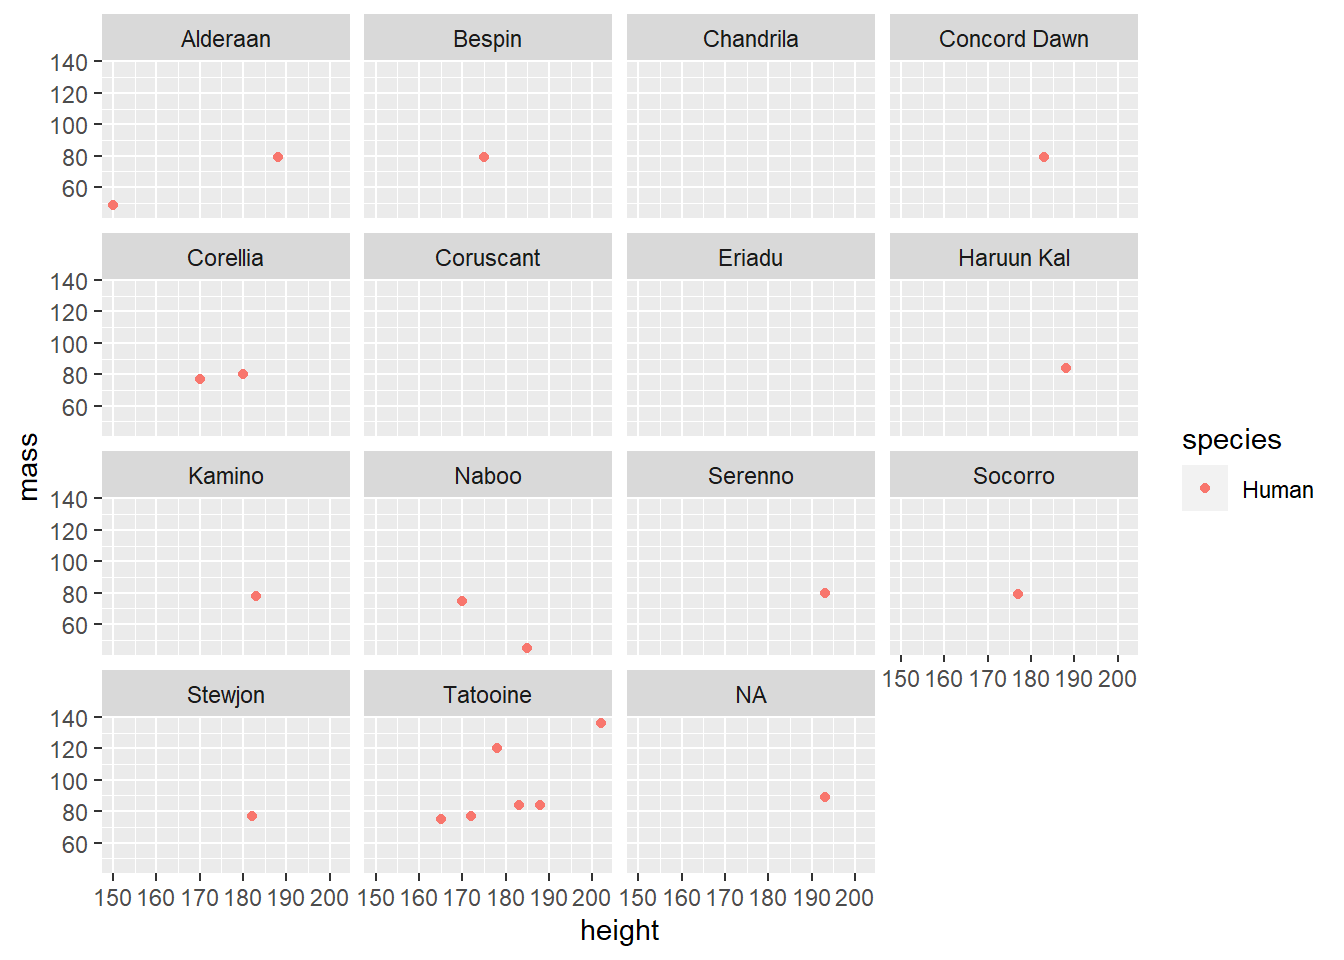 Alderaan Bespin Chandrila Concord Dawn
140
120
100
80
60
Corellia Coruscant Eriadu Haruun Kal
140
120
100
80
60
Kamino Naboo Serenno Socorro
140
120
100
80
60
150 160 170 180 190 200
Stewjon Tatooine NA
140
120
100
80
60
150 160 170 180 190 200 150 160 170 180 190 200 150 160 170 180 190 200
height
mass
species
Human